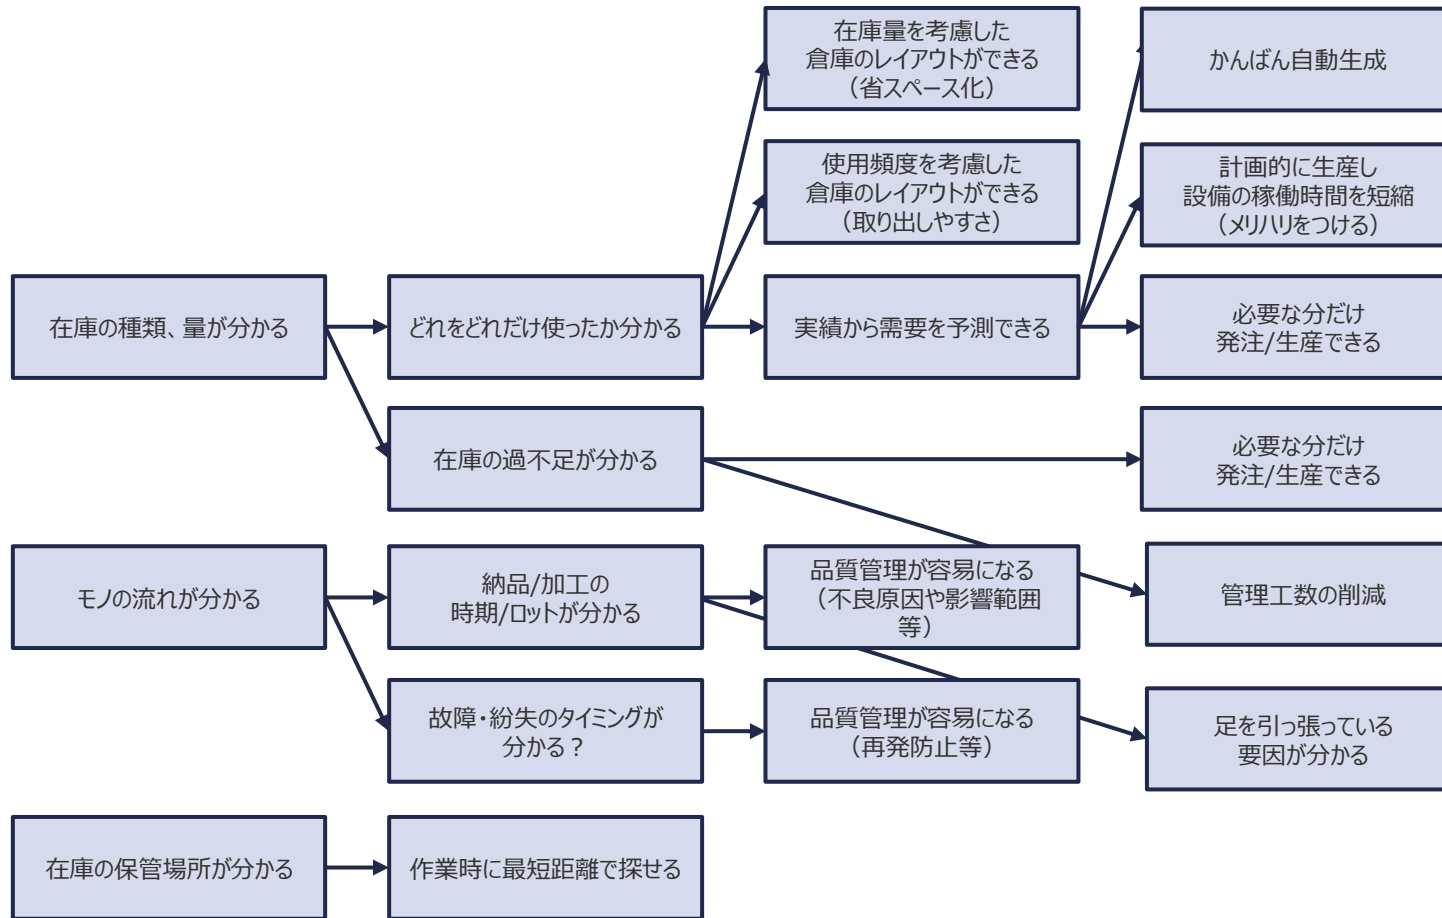 在庫量を考慮した
倉庫のレイアウトができる
（省スペース化）
かんばん自動生成
使用頻度を考慮した
倉庫のレイアウトができる
（取り出しやすさ）
計画的に生産し
設備の稼働時間を短縮
（メリハリをつける）
在庫の種類、量が分かる
どれをどれだけ使ったか分かる
実績から需要を予測できる
必要な分だけ
発注/生産できる
在庫の過不足が分かる
必要な分だけ
発注/生産できる
モノの流れが分かる
納品/加工の
時期/ロットが分かる
品質管理が容易になる
（不良原因や影響範囲
等）
管理工数の削減
故障・紛失のタイミングが
分かる？
品質管理が容易になる
（再発防止等）
足を引っ張っている
要因が分かる
在庫の保管場所が分かる
作業時に最短距離で探せる